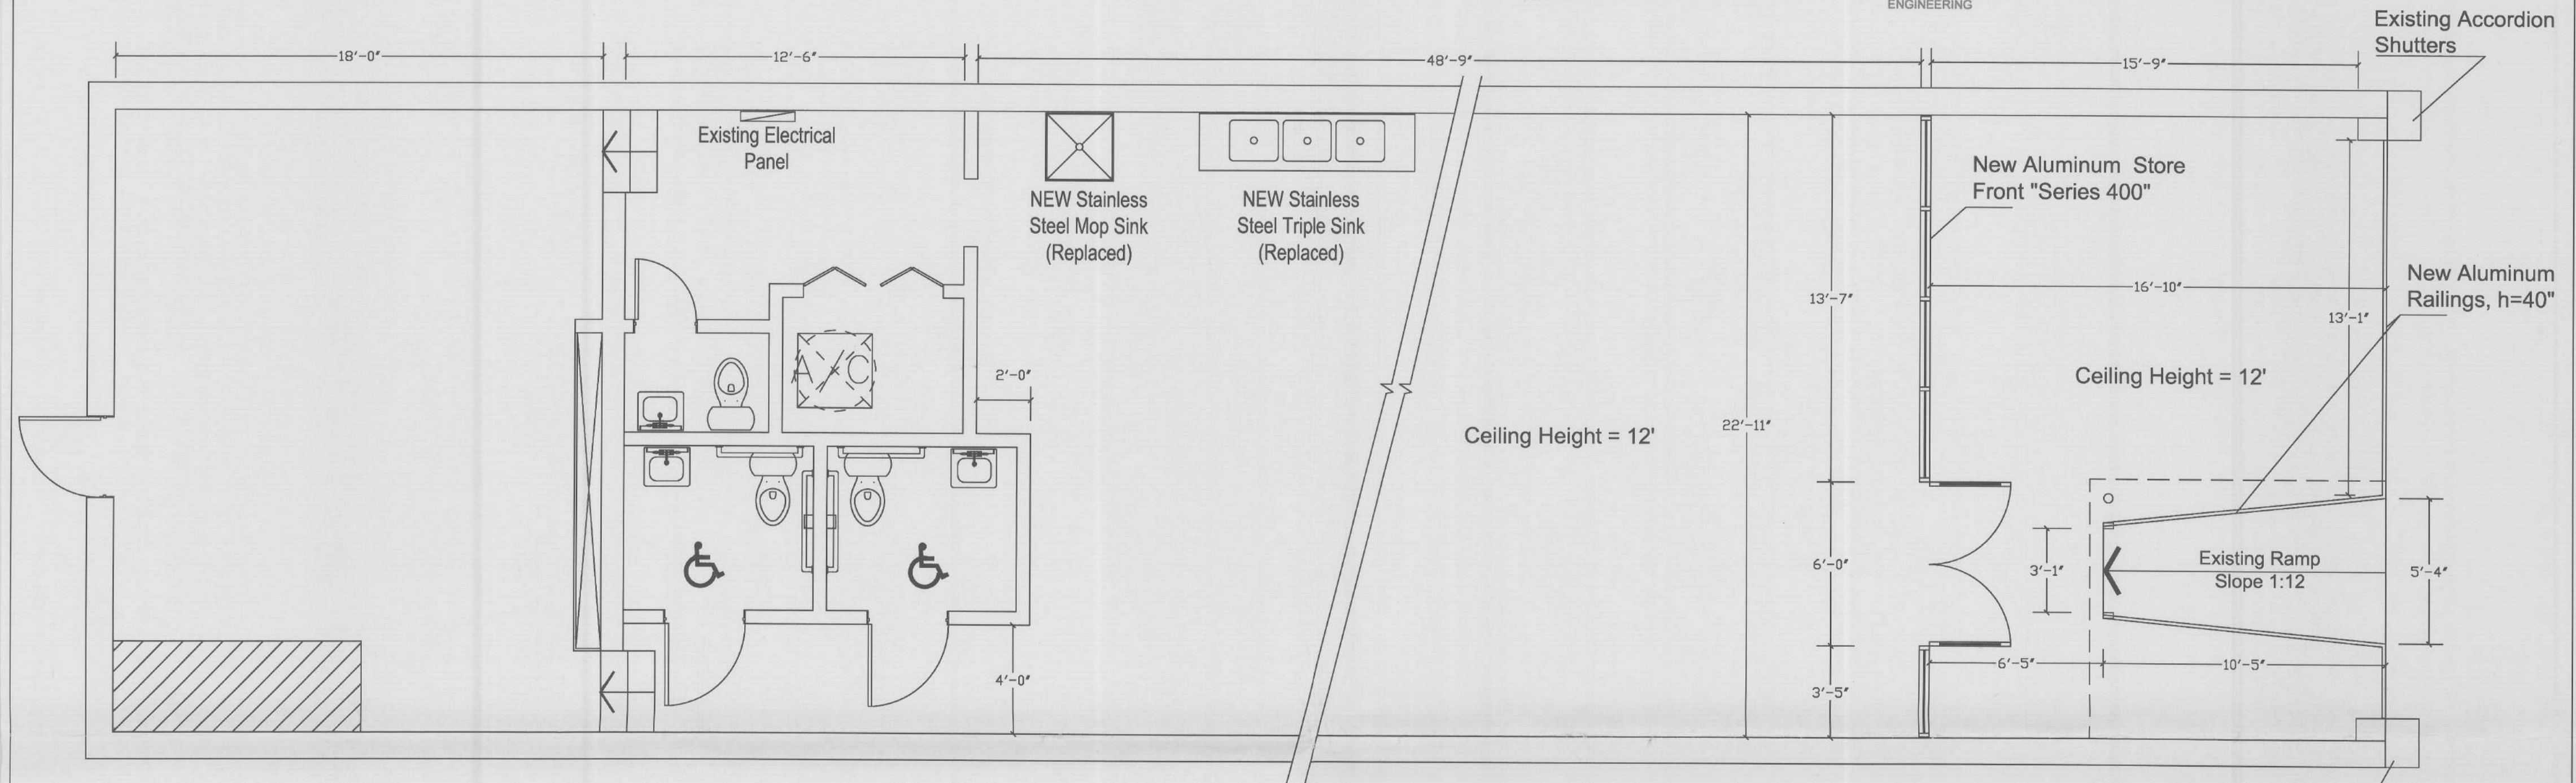 ENGINEERING
Existing Accordion
Shutters
18'-0"
12'-6"
48'-9"
15'-9"
Existing Electrical
Panel
NEW Stainless
Steel Mop Sink
(Replaced)
NEW Stainless
Steel Triple Sink
(Replaced)
New Aluminum Store
Front "Series 400"
New Aluminum
Railings, h=40"
16'-10"
13'-7"
13'-1"
A/C
2'-0"
Ceiling Height = 12'
Ceiling Height = 12'
22'-11"
6'-0"
3'-1"
Existing Ramp
Slope 1:12
5'-4"
6'-5"
10'-5"
4'-0"
3'-5"